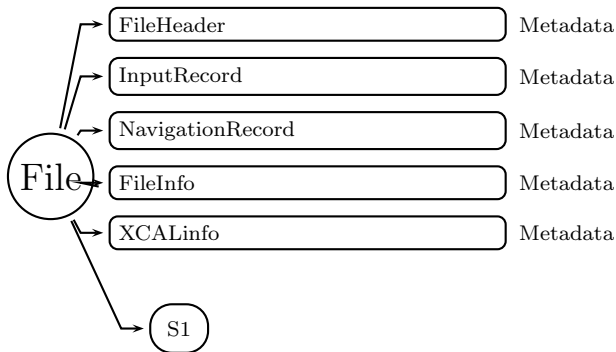 FileHeader Metadata
InputRecord Metadata
NavigationRecord Metadata
File
FileInfo Metadata
XCALinfo Metadata
S1